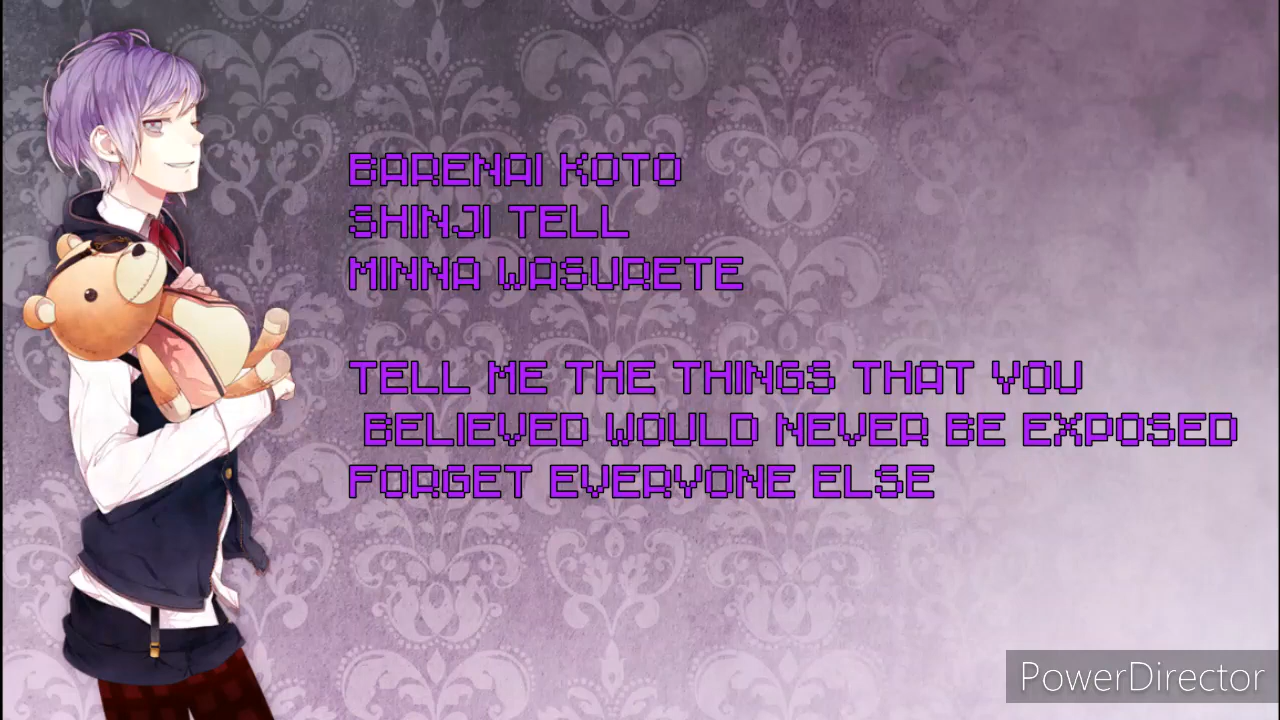 BARENAI KOTO
SHINJI TELL
MINNA WASURETE
TELL ME THE THINGS THAT YOU
BELIEVED WOULD NEVER BE EXPOSED
FORGET EVERYONE ELSE
PowerDirector